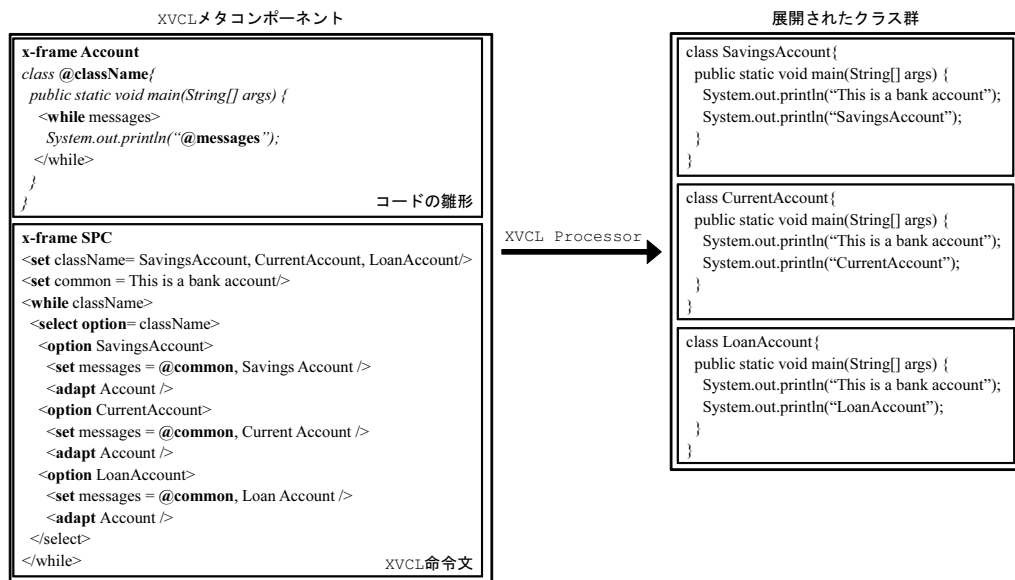 XVCLメタコンポーネント
x-frame Account
class @className{
public static void main(String[] args) {
<while messages>
System.out.println(“@messages”);
</while>
}
}
コードの雛形
x-frame SPC
<set className= SavingsAccount, CurrentAccount, LoanAccount/>
<set common = This is a bank account/>
<while className>
<select option= className>
<option SavingsAccount>
<set messages = @common, Savings Account />
<adapt Account />
<option CurrentAccount>
<set messages = @common, Current Account />
<adapt Account />
<option LoanAccount>
<set messages = @common, Loan Account />
<adapt Account />
</select>
</while>
XVCL命令文
XVCL Processor
展開されたクラス群
class SavingsAccount{
public static void main(String[] args) {
System.out.println(“This is a bank account”);
System.out.println(“SavingsAccount”);
}
}
class CurrentAccount{
public static void main(String[] args) {
System.out.println(“This is a bank account”);
System.out.println(“CurrentAccount”);
}
}
class LoanAccount{
public static void main(String[] args) {
System.out.println(“This is a bank account”);
System.out.println(“LoanAccount”);
}
}